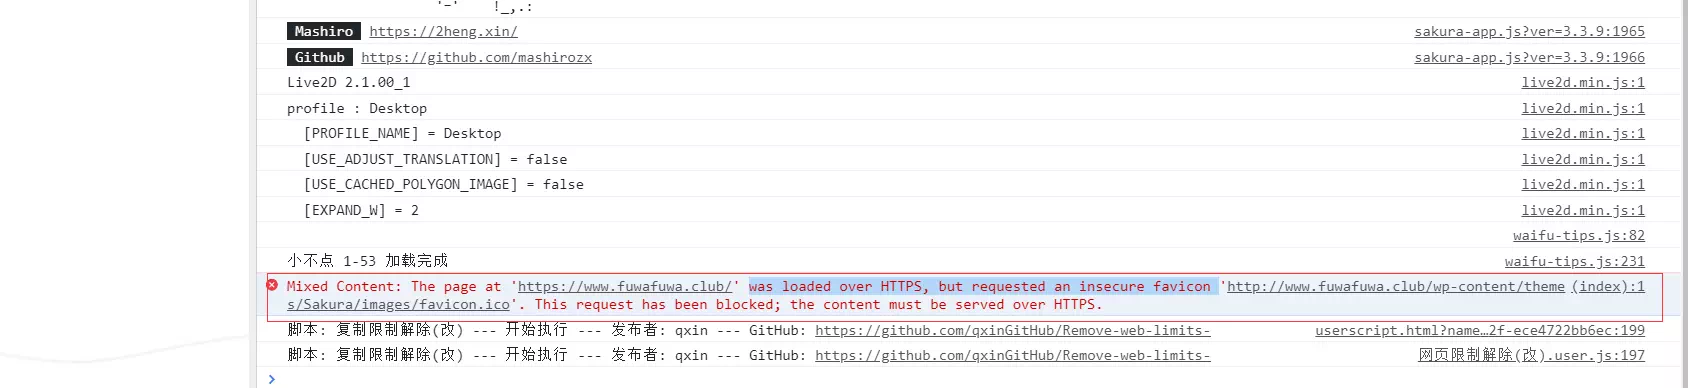 '-'    !_,.:
Mashiro https://2heng.xin/ sakura-app.js?ver=3.3.9:1965
Github https://github.com/mashirozx sakura-app.js?ver=3.3.9:1966
Live2D 2.1.00_1 live2d.min.js:1
profile : Desktop live2d.min.js:1
[PROFILE_NAME] = Desktop live2d.min.js:1
[USE_ADJUST_TRANSLATION] = false live2d.min.js:1
[USE_CACHED_POLYGON_IMAGE] = false live2d.min.js:1
[EXPAND_W] = 2 live2d.min.js:1
waifu-tips.js:82
小不点 1-53 加载完成 waifu-tips.js:231
Mixed Content: The page at 'https://www.fuwafuwa.club/' was loaded over HTTPS, but requested an insecure favicon 'http://www.fuwafuwa.club/wp-content/theme (index):1
s/Sakura/images/favicon.ico'. This request has been blocked; the content must be served over HTTPS.
脚本: 复制限制解除(改) --- 开始执行 --- 发布者: qxin --- GitHub: https://github.com/qxinGitHub/Remove-web-limits- userscript.html?name…2f-ece4722bb6ec:199
脚本: 复制限制解除(改) --- 开始执行 --- 发布者: qxin --- GitHub: https://github.com/qxinGitHub/Remove-web-limits- 网页限制解除(改).user.js:197